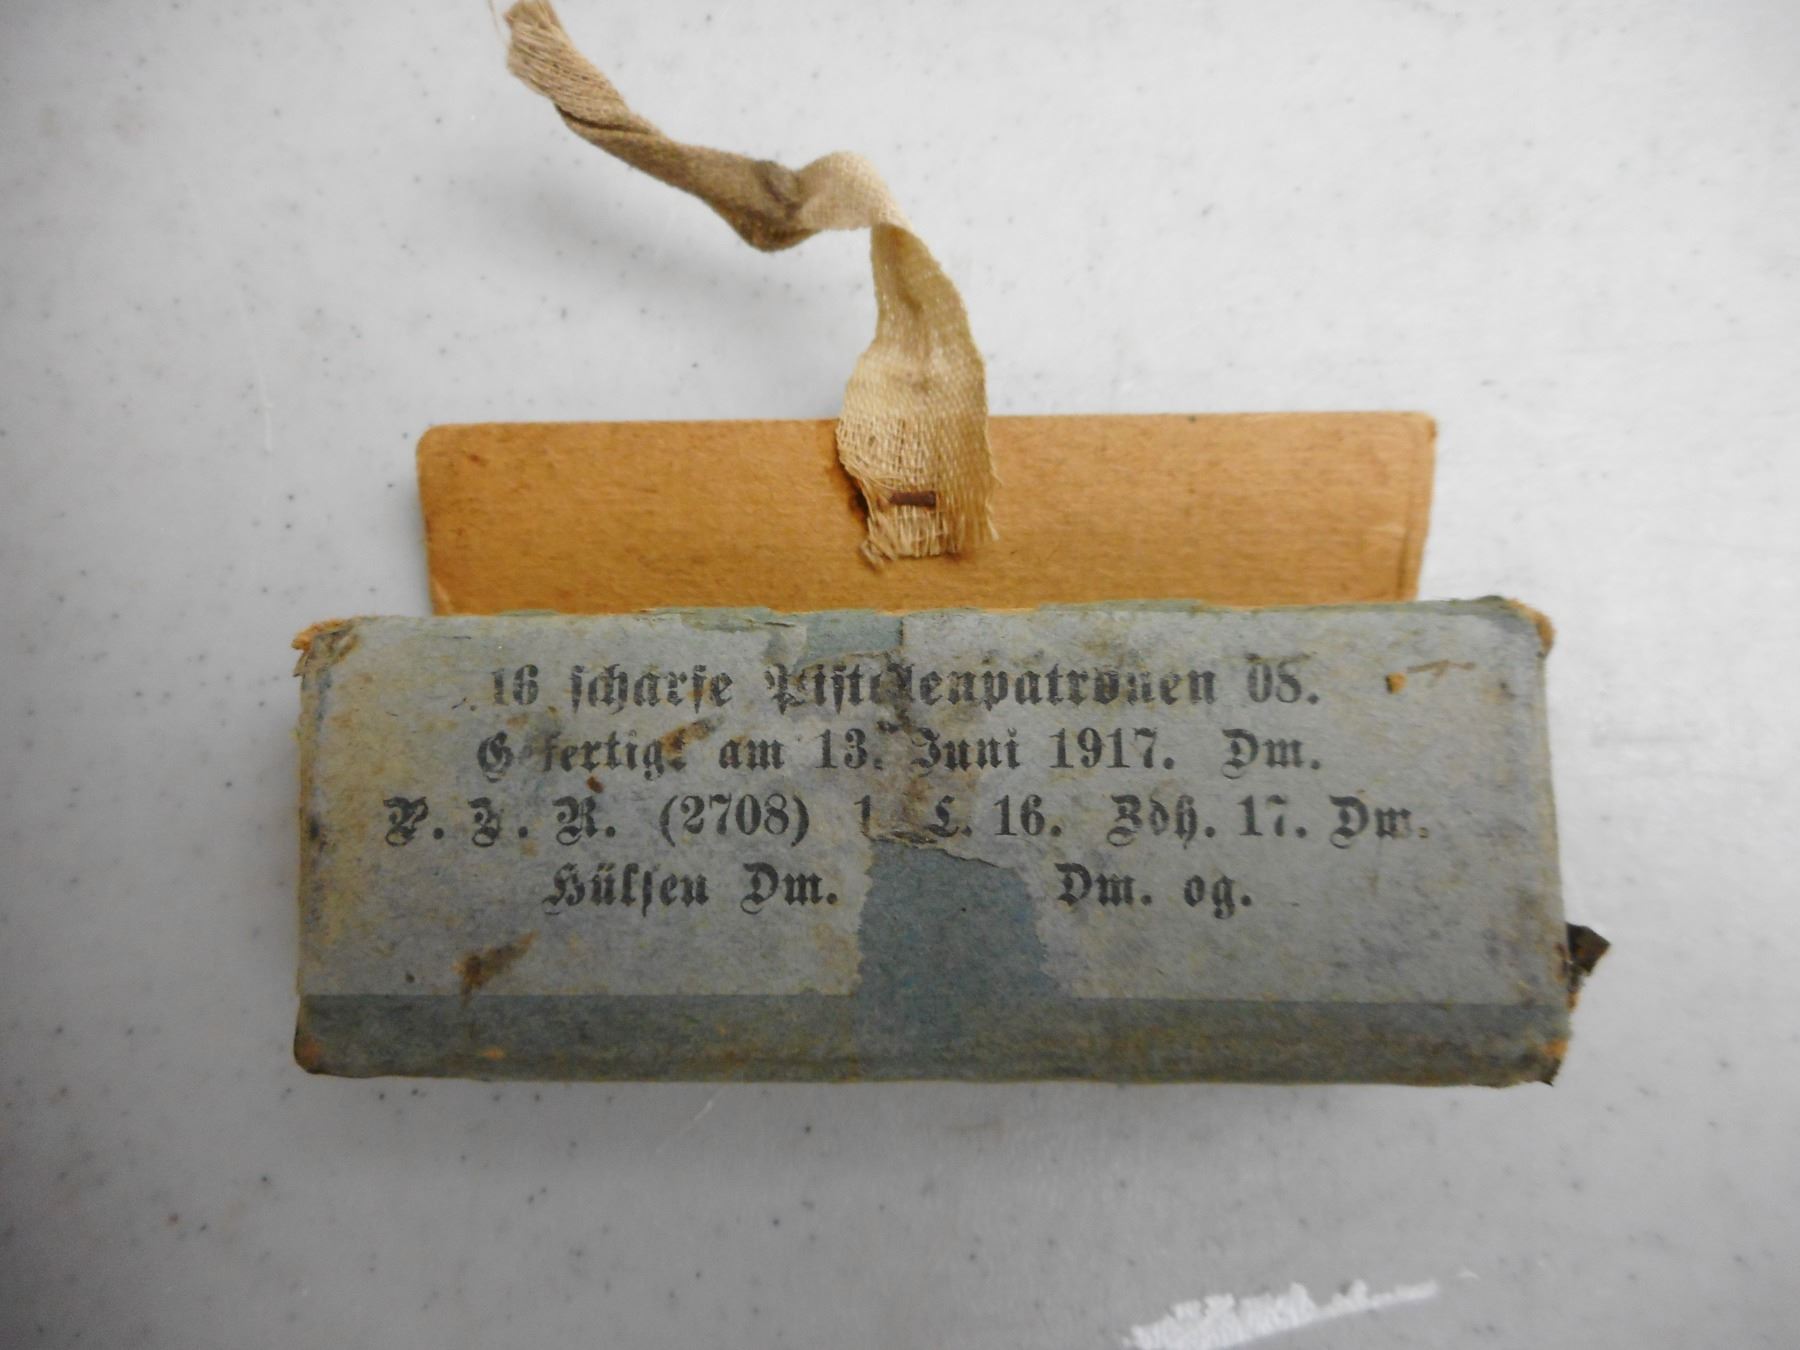 16 scharfe Pistolenpatronen 08.
Gefertigt am 13. Juni 1917. Dm.
P. J. R. (2708) 1 L. 16. Zdh. 17. Dm.
Hülsen Dm. Dm. og.